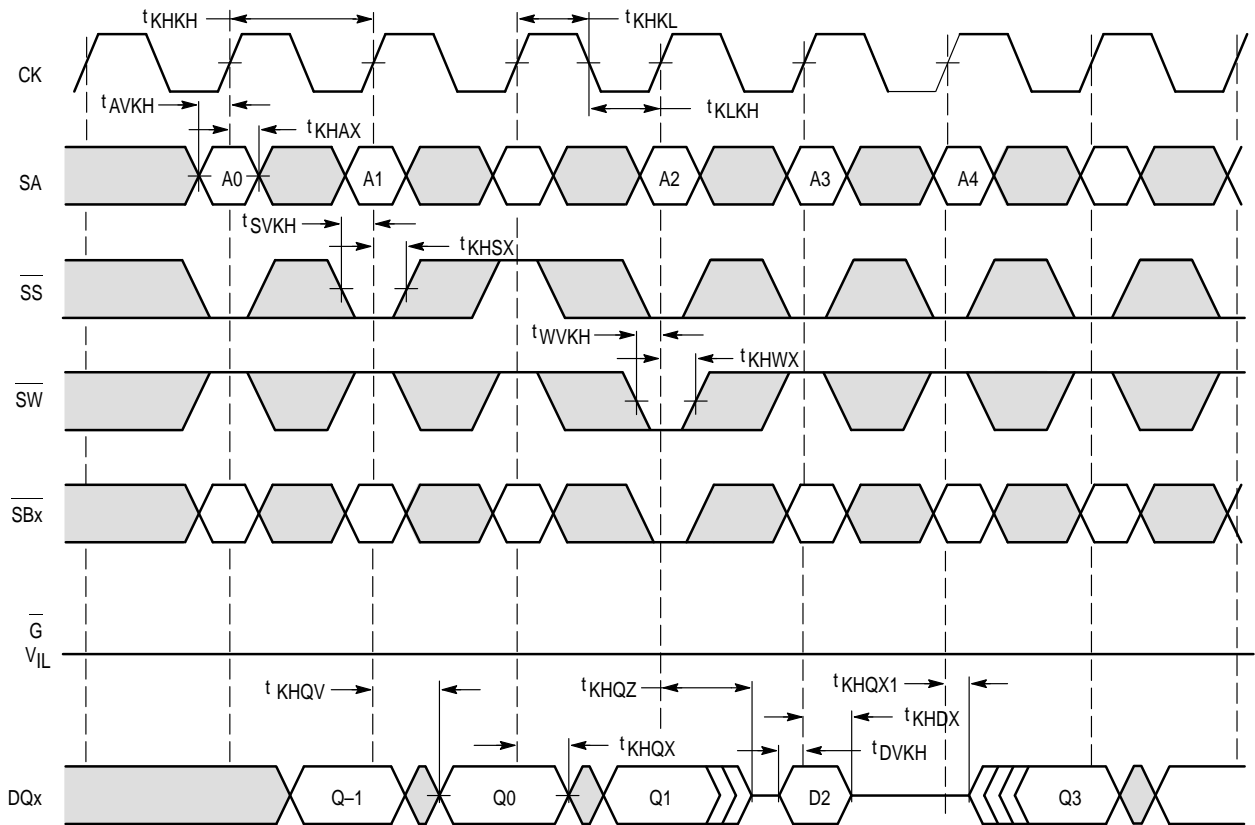 tKHKH tKHKL
CK
tAVKH tKLKH
tKHAX
SA A0 A1 A2 A3 A4
tSVKH
tKHSX
SS
tWVKH
tKHWX
SW
SBx
G
VIL
tKHQV tKHQZ tKHQX1
tKHDX
tKHQX tDVKH
DQx Q–1 Q0 Q1 D2 Q3